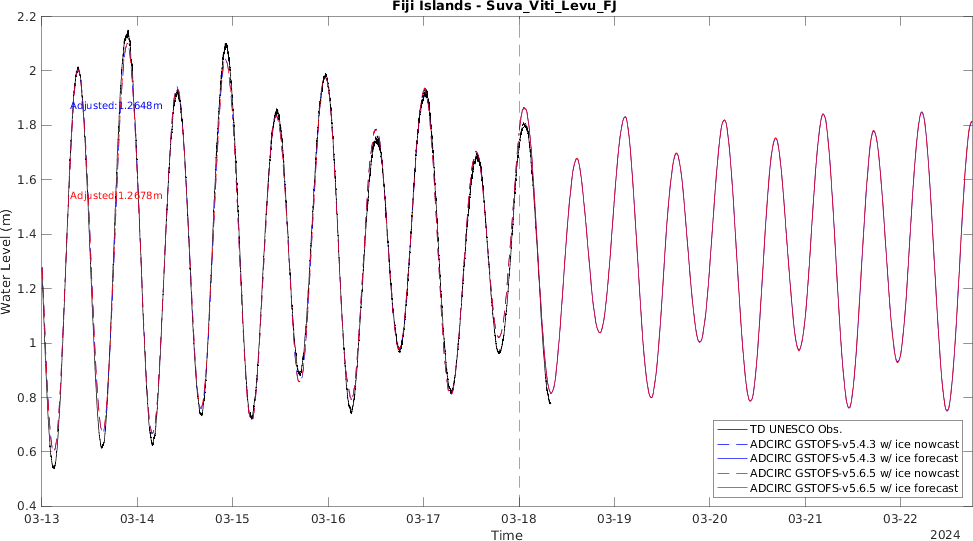 Fiji Islands - Suva_Viti_Levu_FJ
2.2
2
1.8
1.6
1.4
1.2
1
0.8
0.6
0.4
Water Level (m)
Adjusted:1.2648m
Adjusted:1.2678m
TD UNESCO Obs.
ADCIRC GSTOFS-v5.4.3 w/ ice nowcast
ADCIRC GSTOFS-v5.4.3 w/ ice forecast
ADCIRC GSTOFS-v5.6.5 w/ ice nowcast
ADCIRC GSTOFS-v5.6.5 w/ ice forecast
03-13 03-14 03-15 03-16 03-17 03-18 03-19 03-20 03-21 03-22
Time
2024